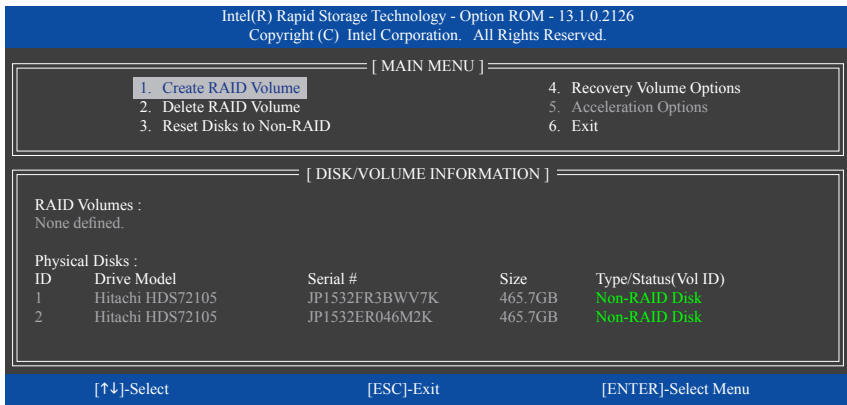 Intel(R) Rapid Storage Technology - Option ROM - 13.1.0.2126
Copyright (C) Intel Corporation. All Rights Reserved.
[ MAIN MENU ]
1. Create RAID Volume
2. Delete RAID Volume
3. Reset Disks to Non-RAID
4. Recovery Volume Options
5. Acceleration Options
6. Exit
[ DISK/VOLUME INFORMATION ]
RAID Volumes :
None defined.
Physical Disks :
ID Drive Model Serial # Size Type/Status(Vol ID)
1 Hitachi HDS72105 JP1532FR3BWV7K 465.7GB Non-RAID Disk
2 Hitachi HDS72105 JP1532ER046M2K 465.7GB Non-RAID Disk
[↑↓]-Select [ESC]-Exit [ENTER]-Select Menu